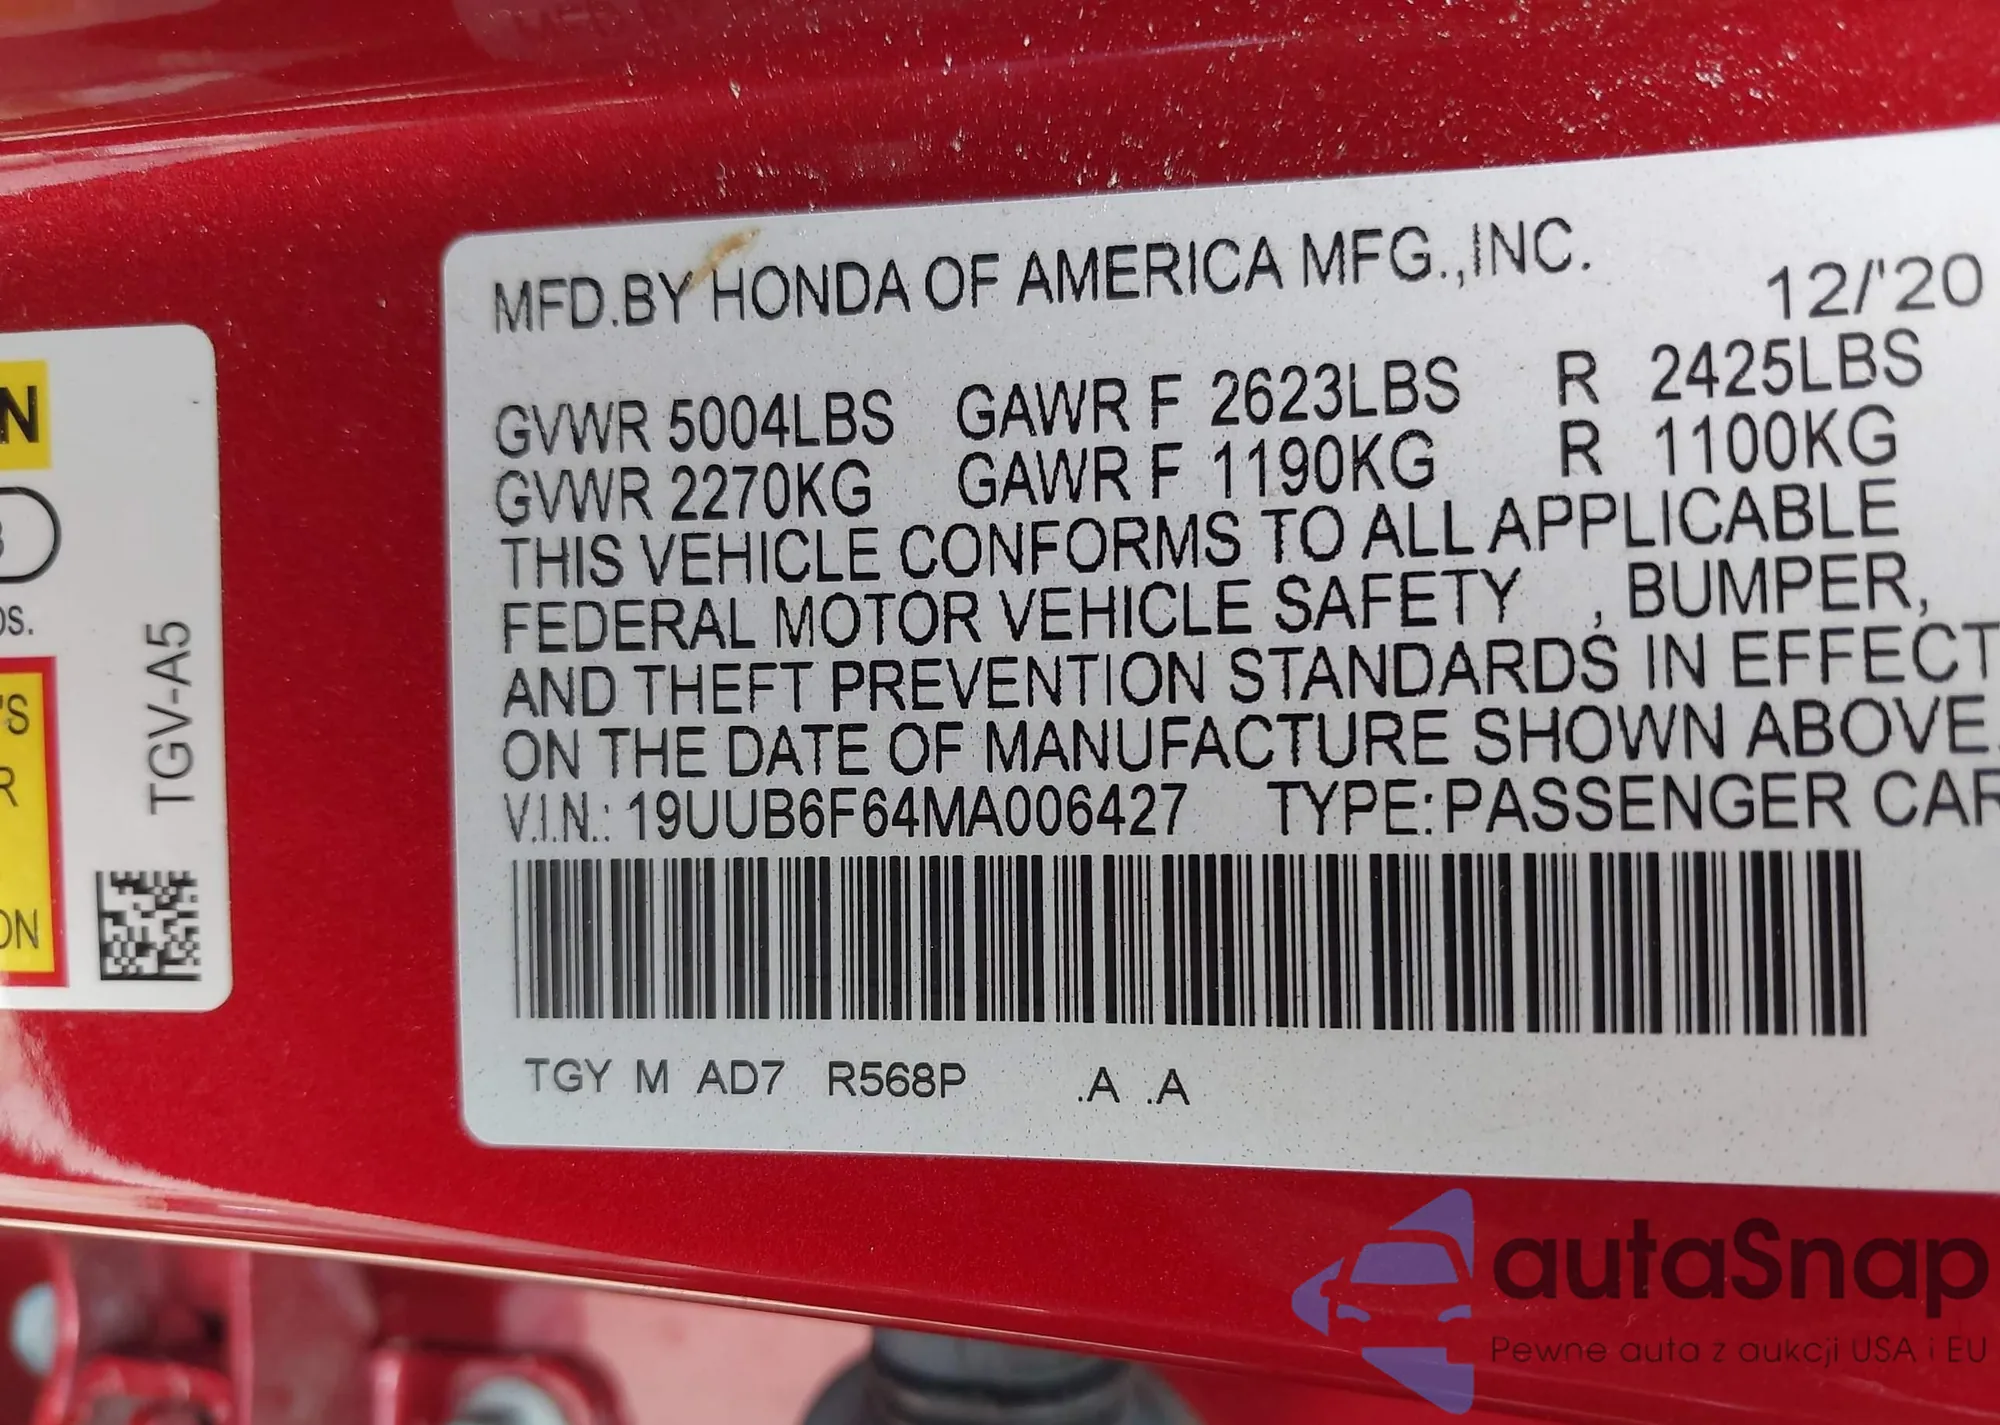 MFD.BY HONDA OF AMERICA MFG.,INC.
12/'20
GVWR 5004LBS GAWR F 2623LBS R 2425LBS
GVWR 2270KG GAWR F 1190KG R 1100KG
THIS VEHICLE CONFORMS TO ALL APPLICABLE
FEDERAL MOTOR VEHICLE SAFETY , BUMPER,
AND THEFT PREVENTION STANDARDS IN EFFECT
ON THE DATE OF MANUFACTURE SHOWN ABOVE.
V.I.N.: 19UUB6F64MA006427 TYPE:PASSENGER CAR
TGY M AD7 R568P .A .A
TGV-A5
autaSnap
Pewne auta z aukcji USA i EU